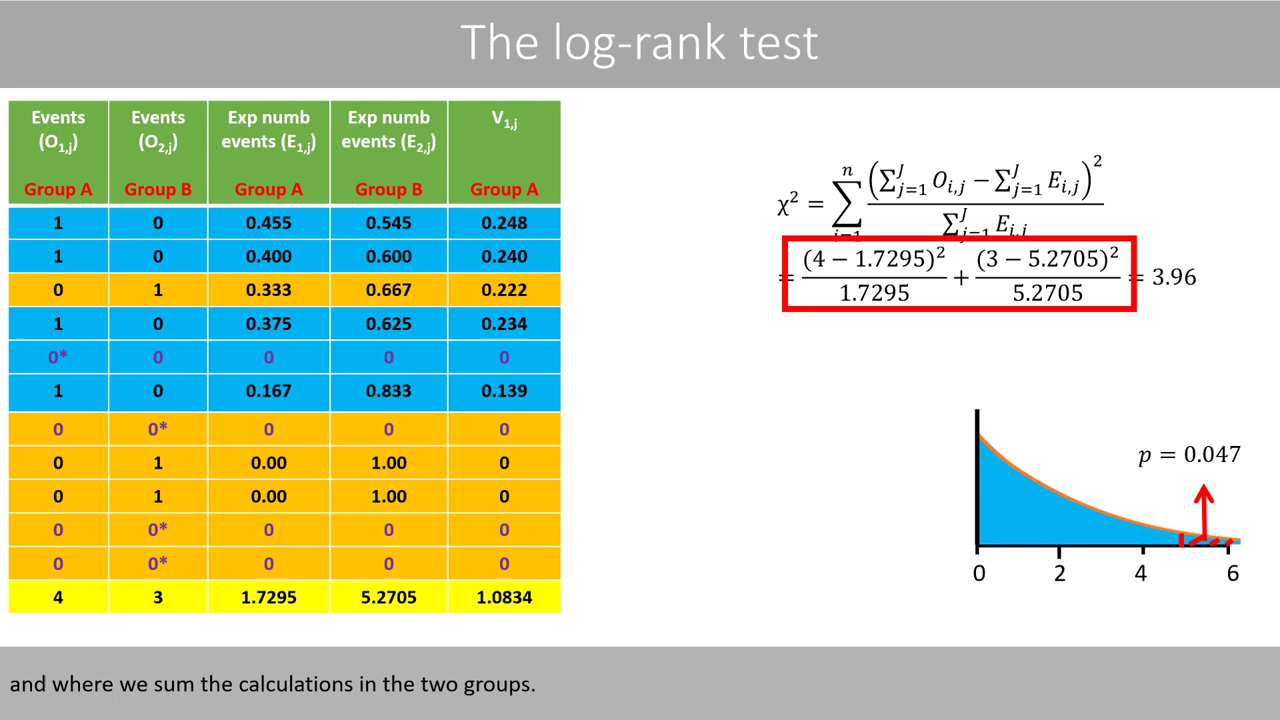 The log-rank test
Events (O1,j) Group A | Events (O2,j) Group B | Exp numb events (E1,j) Group A | Exp numb events (E2,j) Group B | V1,j Group A
1 0 0.455 0.545 0.248
1 0 0.400 0.600 0.240
0 1 0.333 0.667 0.222
1 0 0.375 0.625 0.234
0* 0 0 0 0
1 0 0.167 0.833 0.139
0 0* 0 0 0
0 1 0.00 1.00 0
0 1 0.00 1.00 0
0 0* 0 0 0
0 0* 0 0 0
4 3 1.7295 5.2705 1.0834
χ² = ∑_{i=1}^{n} (∑_{j=1}^{J} O_{i,j} − ∑_{j=1}^{J} E_{i,j})² / ∑_{j=1}^{J} E_{i,j}
= (4 − 1.7295)² / 1.7295 + (3 − 5.2705)² / 5.2705 = 3.96
p = 0.047
0 2 4 6
and where we sum the calculations in the two groups.